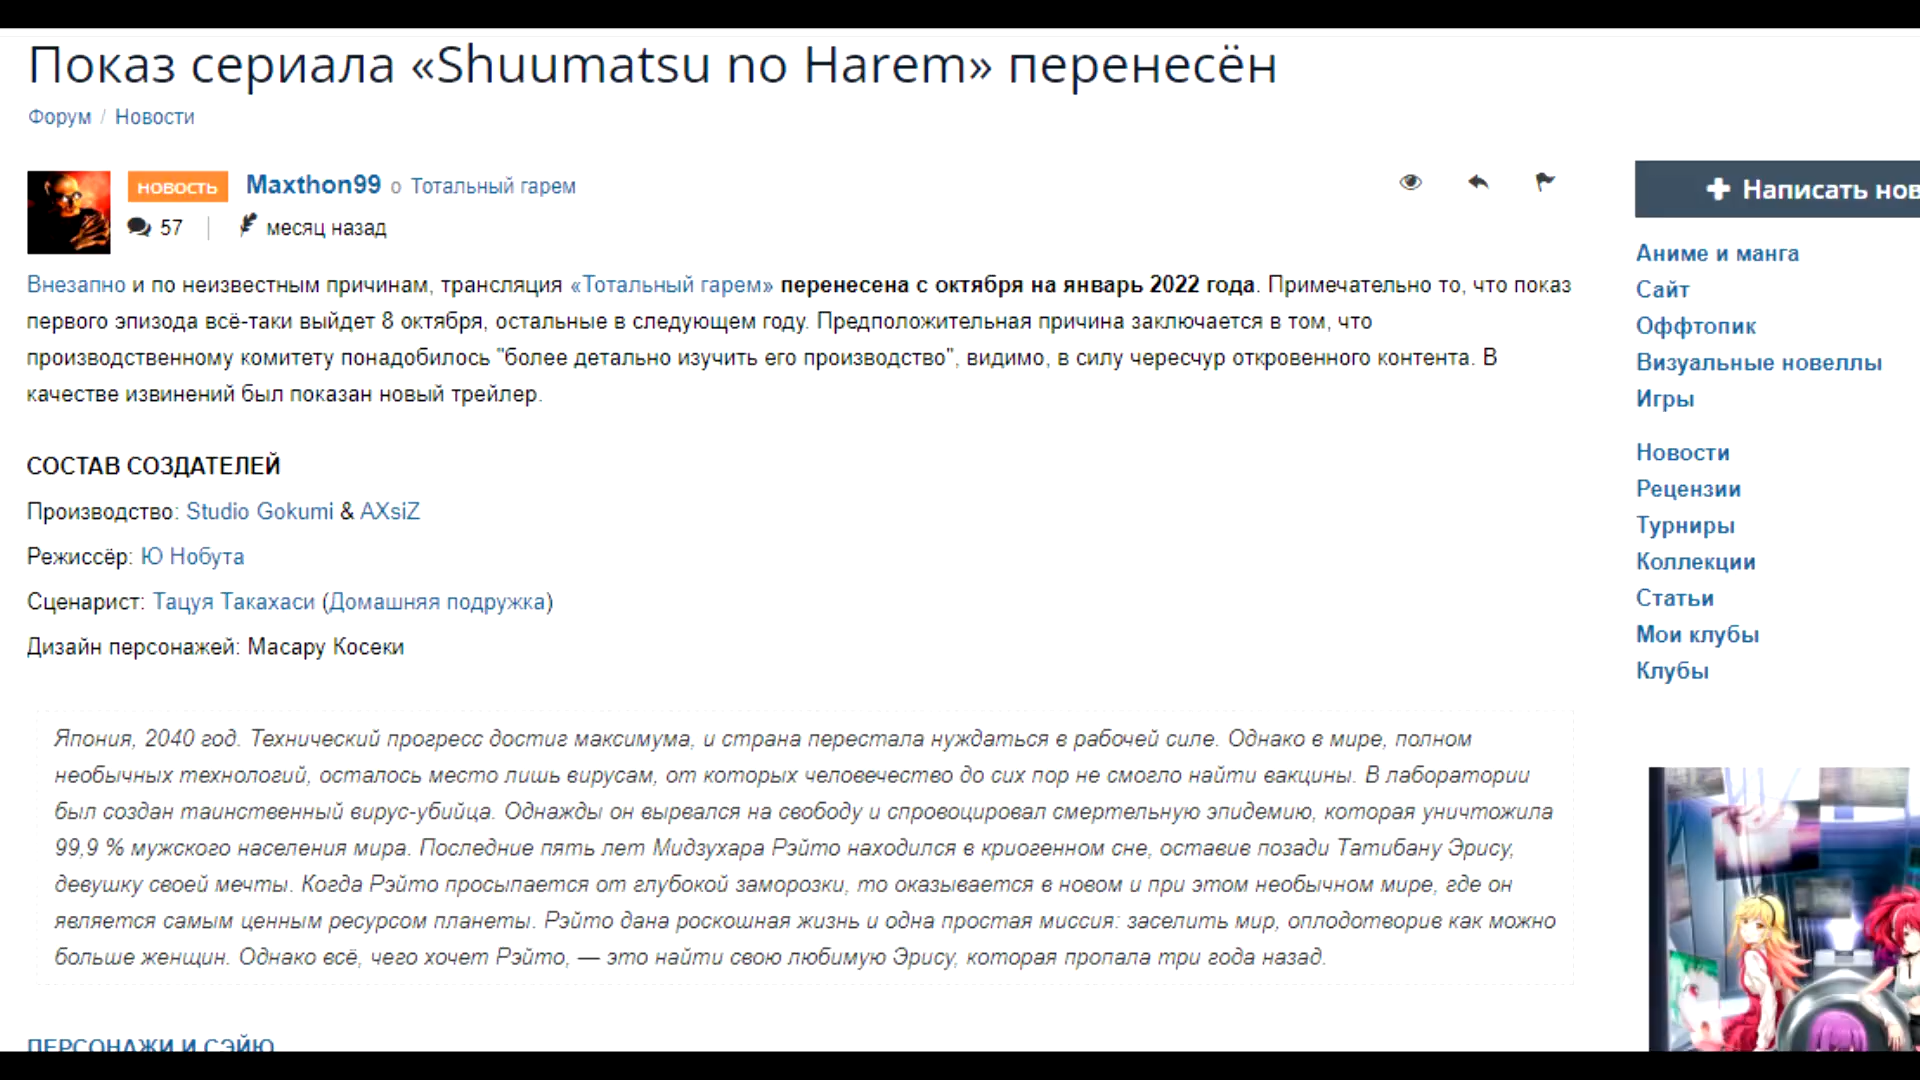 Показ сериала «Shuumatsu no Harem» перенесён
Форум / Новости
НОВОСТЬ Maxthon99 о Тотальный гарем
57 | месяц назад
Внезапно и по неизвестным причинам, трансляция «Тотальный гарем» перенесена с октября на январь 2022 года. Примечательно то, что показ
первого эпизода всё-таки выйдет 8 октября, остальные в следующем году. Предположительная причина заключается в том, что
производственному комитету понадобилось "более детально изучить его производство", видимо, в силу чересчур откровенного контента. В
качестве извинений был показан новый трейлер.
СОСТАВ СОЗДАТЕЛЕЙ
Производство: Studio Gokumi & AXsiZ
Режиссёр: Ю Нобута
Сценарист: Тацуя Такахаси (Домашняя подружка)
Дизайн персонажей: Масару Косеки
Япония, 2040 год. Технический прогресс достиг максимума, и страна перестала нуждаться в рабочей силе. Однако в мире, полном
необычных технологий, осталось место лишь вирусам, от которых человечество до сих пор не смогло найти вакцины. В лаборатории
был создан таинственный вирус-убийца. Однажды он вырвался на свободу и спровоцировал смертельную эпидемию, которая уничтожила
99,9 % мужского населения мира. Последние пять лет Мидзухара Рэйто находился в криогенном сне, оставив позади Татибану Эрису,
девушку своей мечты. Когда Рэйто просыпается от глубокой заморозки, то оказывается в новом и при этом необычном мире, где он
является самым ценным ресурсом планеты. Рэйто дана роскошная жизнь и одна простая миссия: заселить мир, оплодотворив как можно
больше женщин. Однако всё, чего хочет Рэйто, — это найти свою любимую Эрису, которая пропала три года назад.
ПЕРСОНАЖИ И СЭЙЮ
Написать нов
Аниме и манга
Сайт
Оффтопик
Визуальные новеллы
Игры
Новости
Рецензии
Турниры
Коллекции
Статьи
Мои клубы
Клубы